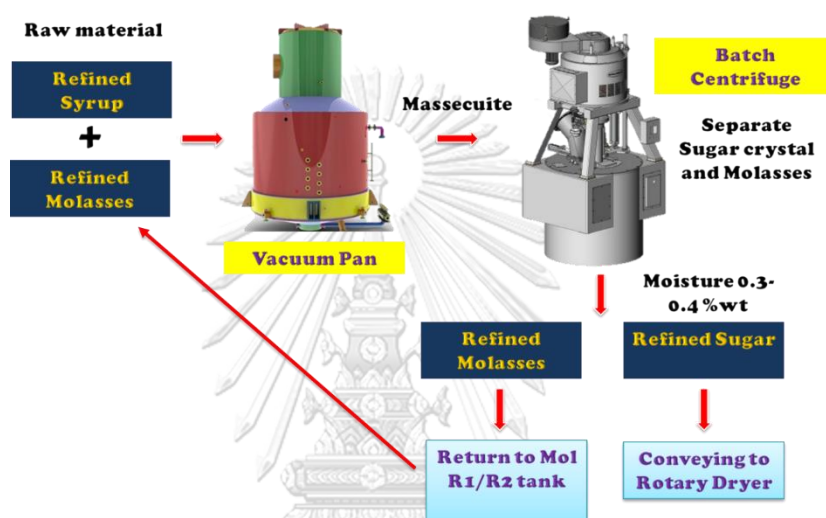 Raw material
Refined
Syrup
+
Refined
Molasses
Vacuum Pan
Massecuite
Batch
Centrifuge
Separate
Sugar crystal
and Molasses
Moisture 0.3-
0.4 %wt
Refined
Molasses
Refined Sugar
Return to Mol
R1/R2 tank
Conveying to
Rotary Dryer